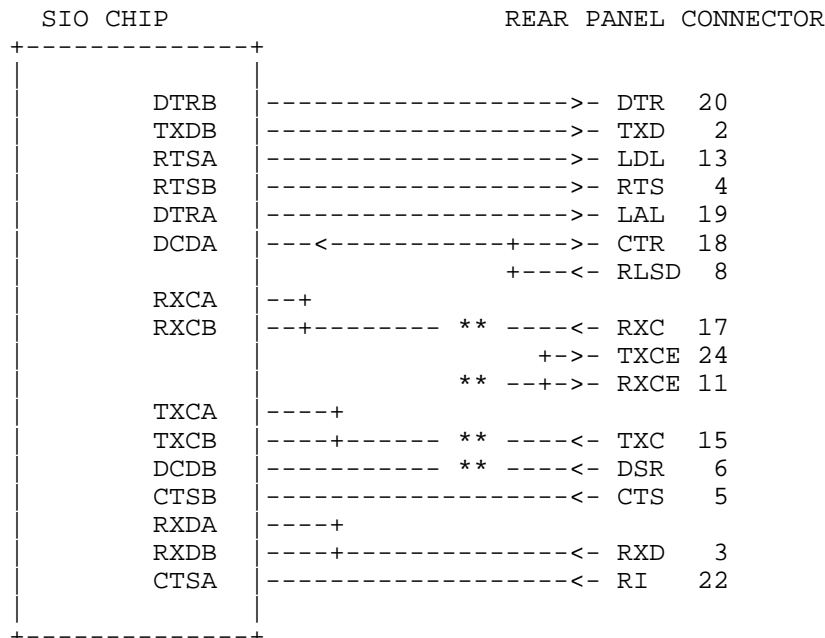 SIO CHIP                     REAR PANEL CONNECTOR
+--------------+
|              |
|        DTRB  |------------------->- DTR  20
|        TXDB  |------------------->- TXD   2
|        RTSA  |------------------->- LDL  13
|        RTSB  |------------------->- RTS   4
|        DTRA  |------------------->- LAL  19
|        DCDA  |---<-----------+--->- CTR  18
|              |               +---<- RLSD  8
|        RXCA  |--+
|        RXCB  |--+-------- ** ----<- RXC  17
|              |                 +->- TXCE 24
|              |            ** --+->- RXCE 11
|        TXCA  |----+
|        TXCB  |----+------ ** ----<- TXC  15
|        DCDB  |----------- ** ----<- DSR   6
|        CTSB  |-------------------<- CTS   5
|        RXDA  |----+
|        RXDB  |----+--------------<- RXD   3
|        CTSA  |-------------------<- RI   22
|              |
+--------------+